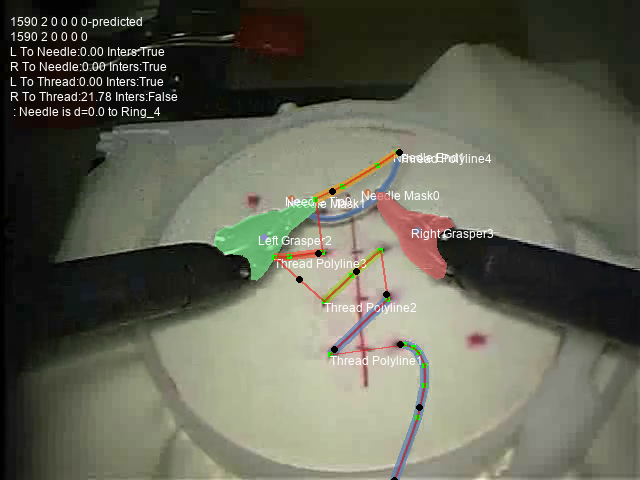 1590 2 0 0 0 0-predicted
1590 2 0 0 0 0
L To Needle:0.00 Inters:True
R To Needle:0.00 Inters:True
L To Thread:0.00 Inters:True
R To Thread:21.78 Inters:False
: Needle is d=0.0 to Ring_4
Thread Polyline4
Needle Mask0
Needle Mask1
Right Grasper3
Left Grasper2
Thread Polyline3
Thread Polyline2
Thread Polyline1